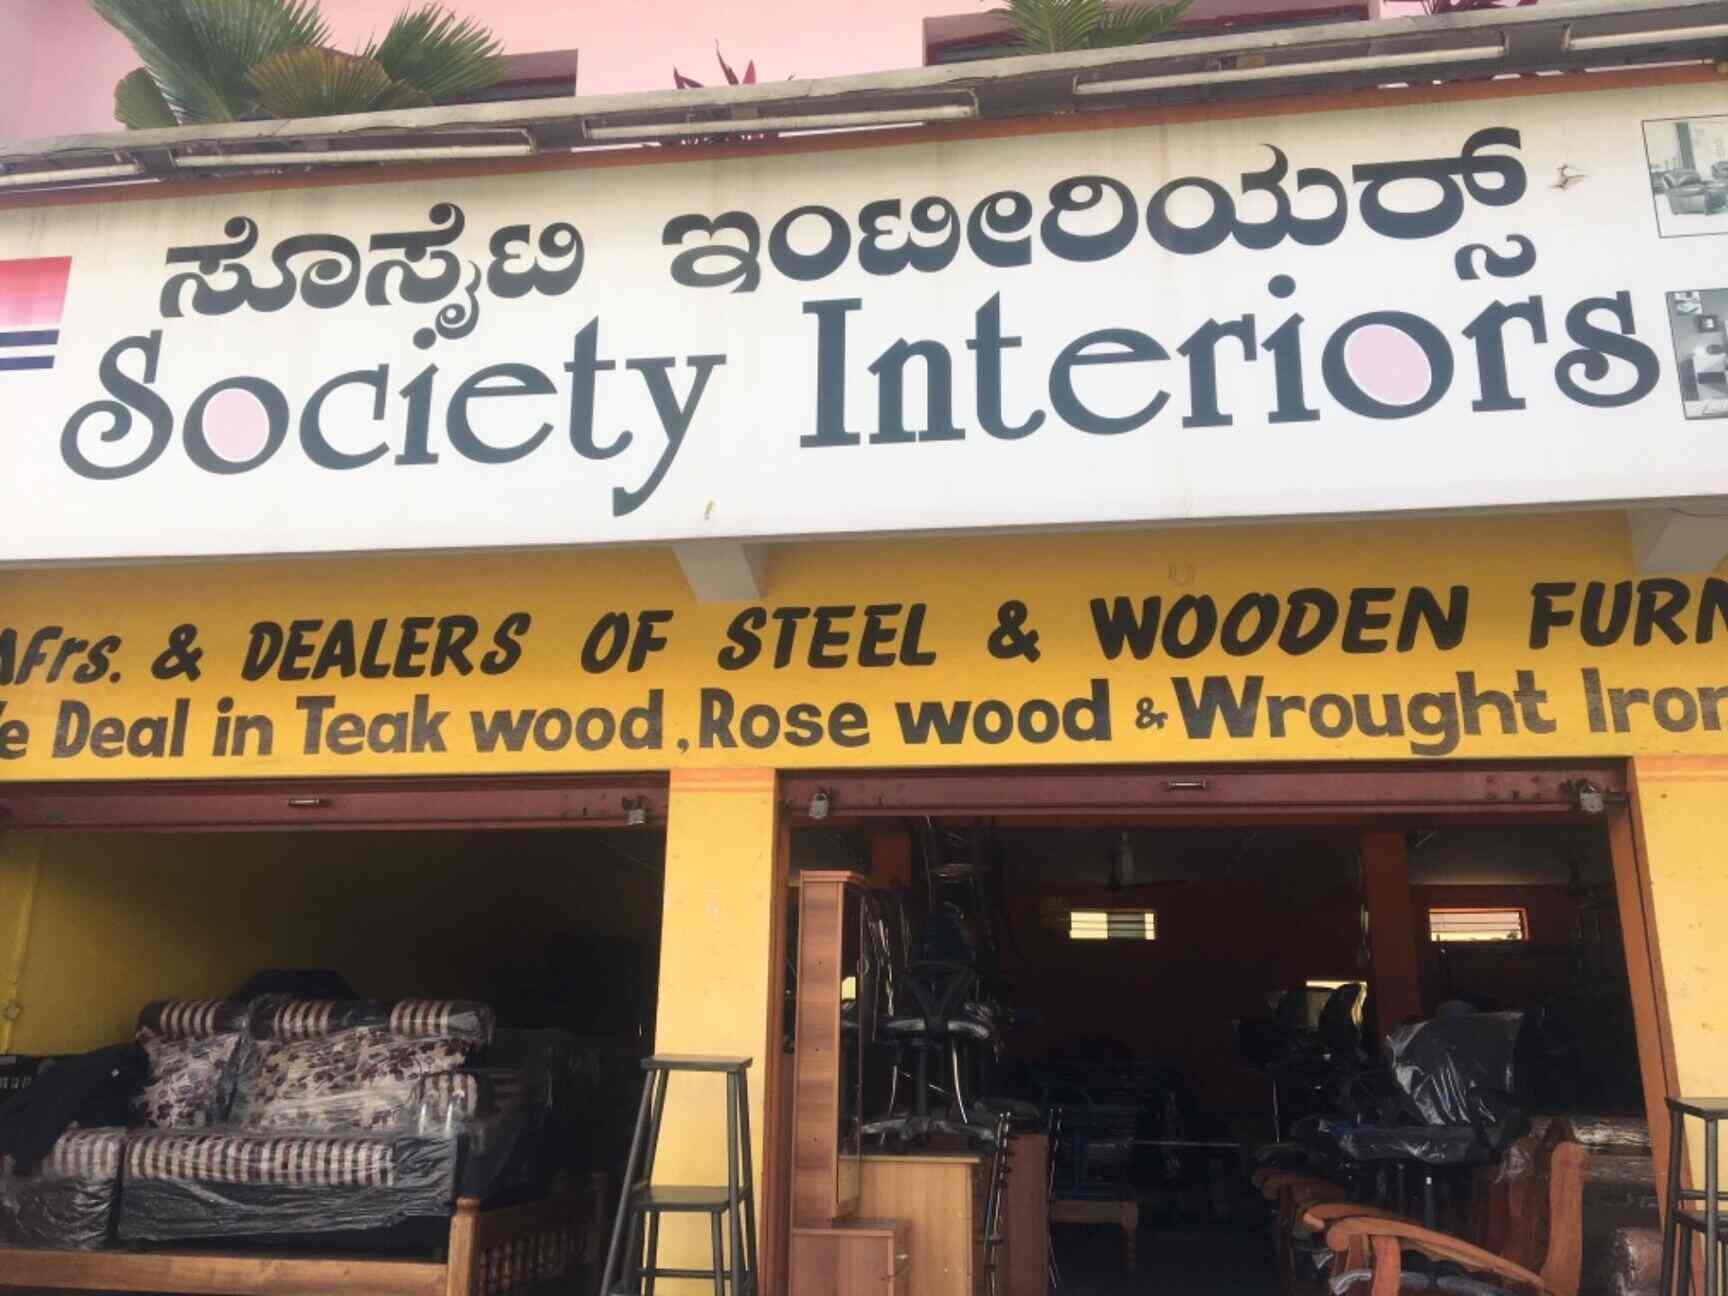 ಸೊಸೈಟಿ ಇಂಟೀರಿಯರ್ಸ್
Society Interiors
AFrs. & DEALERS OF STEEL & WOODEN FURN
e Deal in Teak wood, Rose wood & Wrought Iron